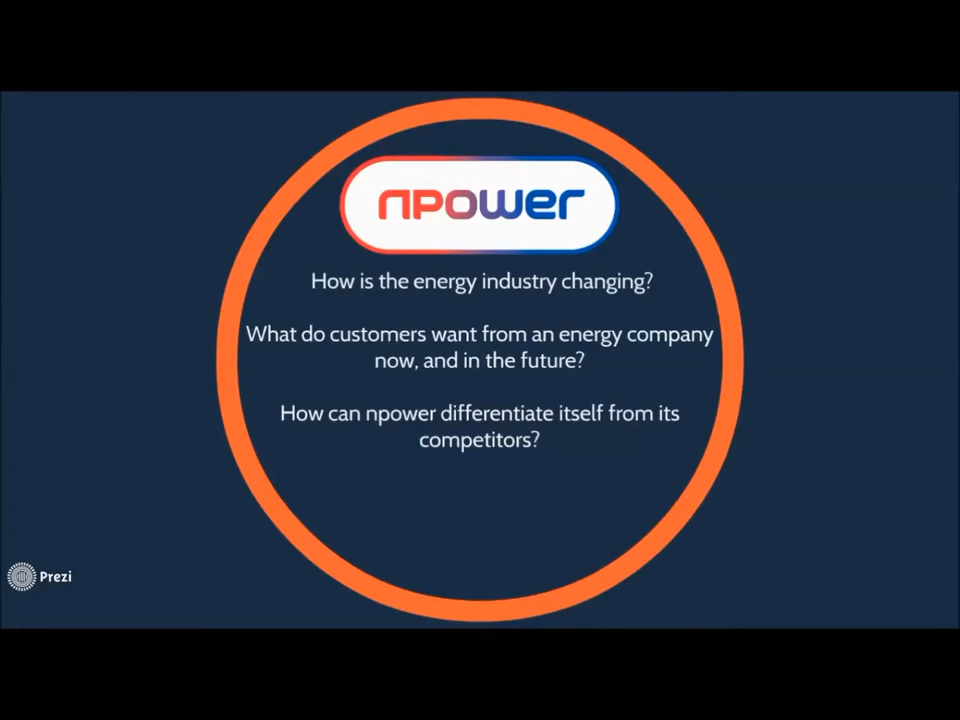 npower
How is the energy industry changing?
What do customers want from an energy company
now, and in the future?
How can npower differentiate itself from its
competitors?
Prezi